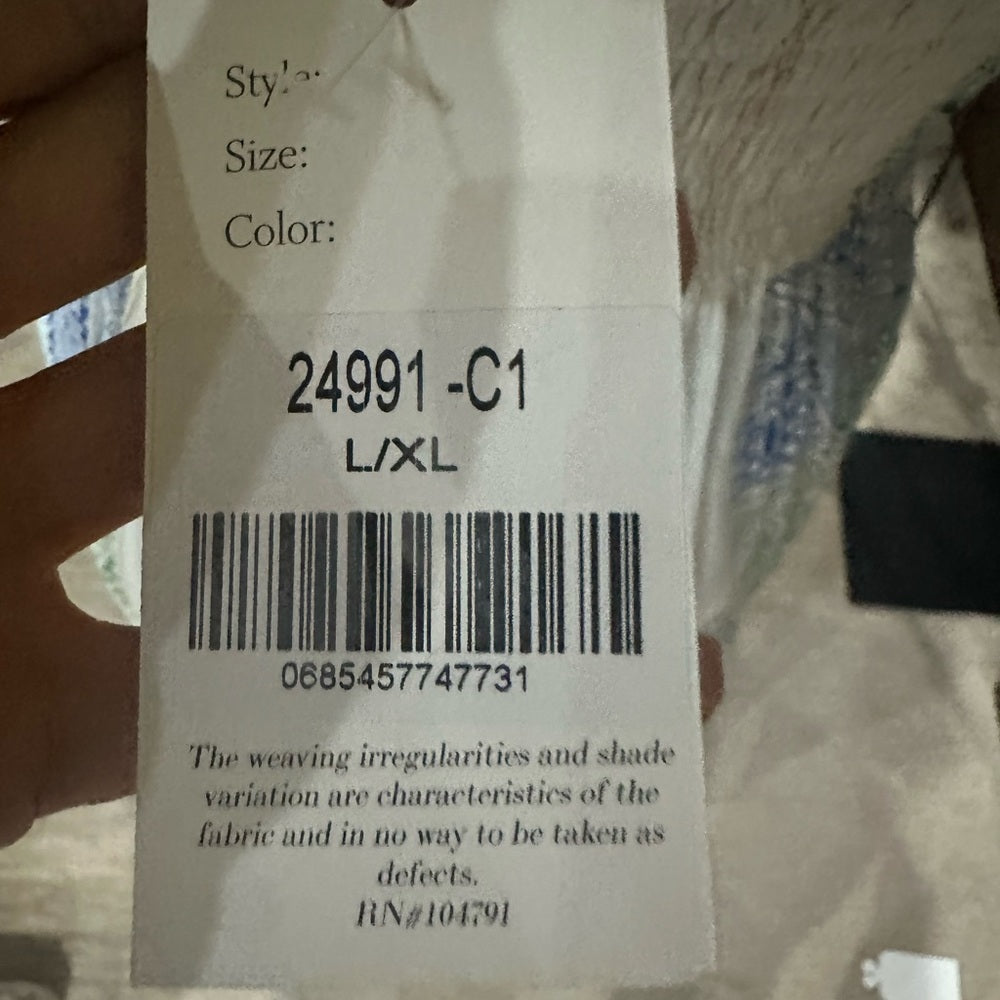 Style:
Size:
Color:
24991 -C1
L/XL
0685457747731
The weaving irregularities and shade
variation are characteristics of the
fabric and in no way to be taken as
defects.
RN#104791